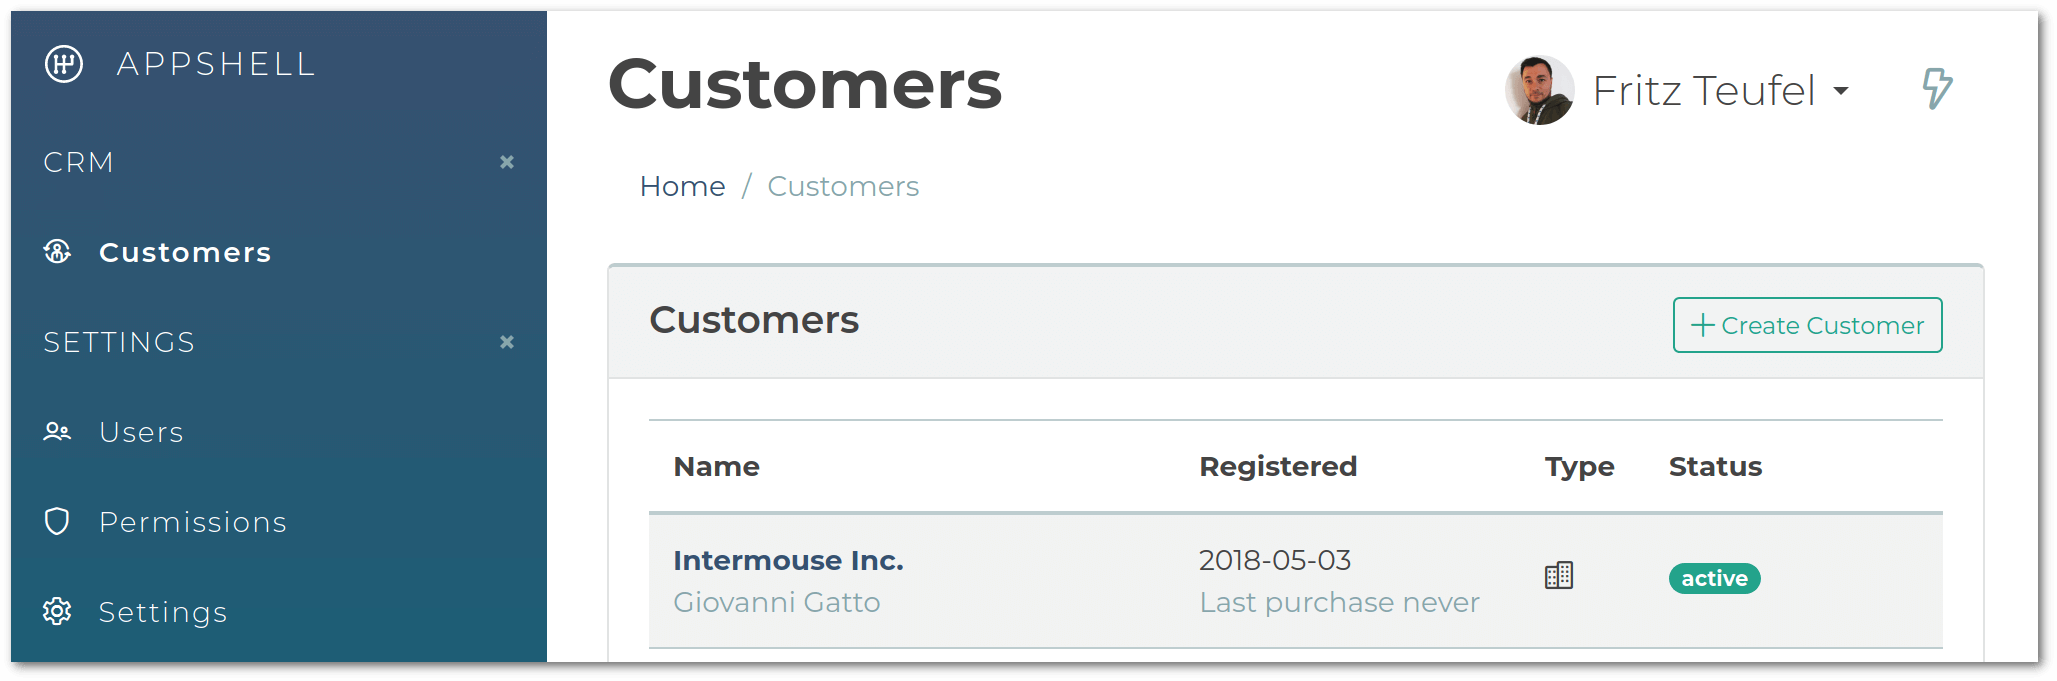 APPSHELL
CRM
Customers
SETTINGS
Users
Permissions
Settings
Customers
Fritz Teufel
Home / Customers
Customers
Create Customer
Name Registered Type Status
Intermouse Inc. 2018-05-03 active
Giovanni Gatto Last purchase never